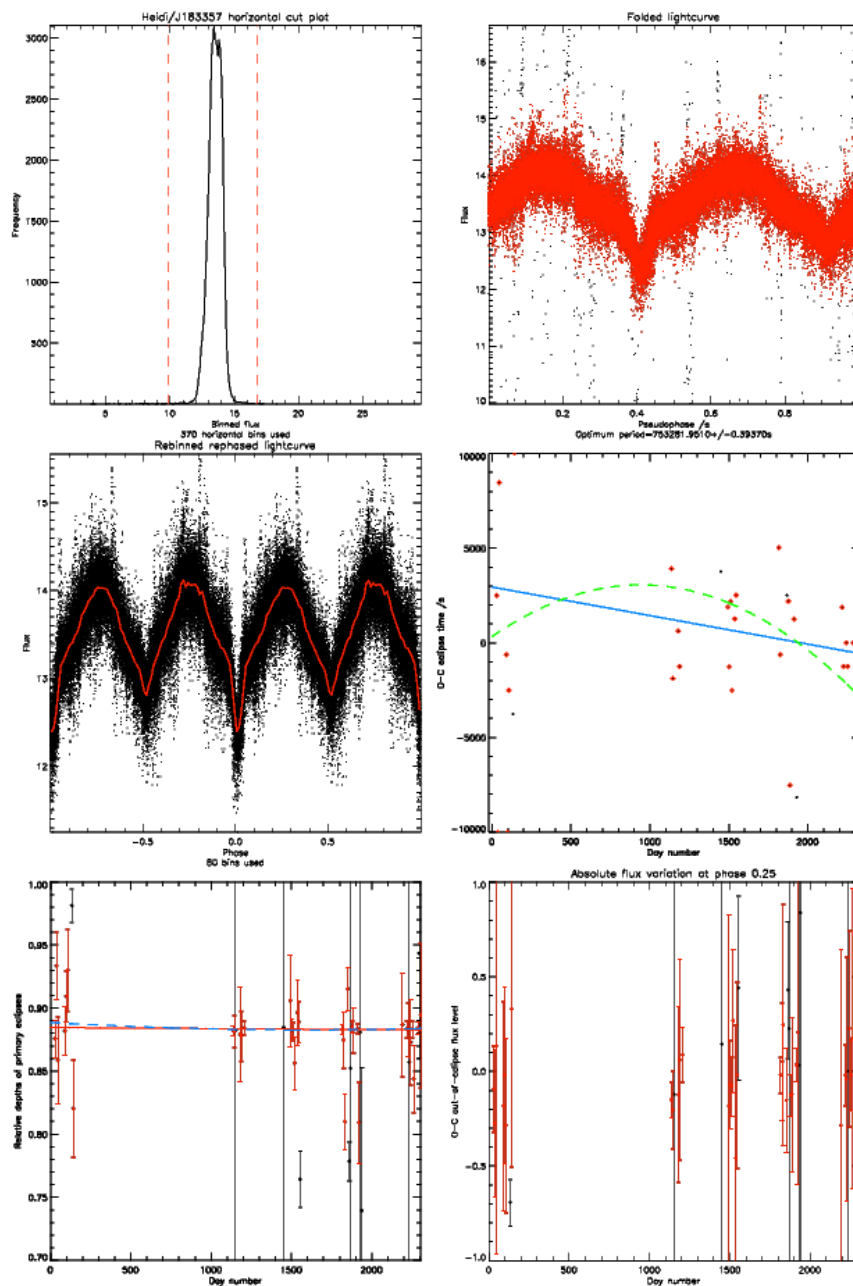 Heidi/J183357 horizontal cut plot
Folded lightcurve
Frequency
3000
2500
2000
1500
1000
500
5 10 15 20 25
Binned flux
370 horizontal bins used
Flux
16
15
14
13
12
11
10
0.2 0.4 0.6 0.8
Pseudophase /s
Optimum period=753281.9510+/-0.39370s
Rebinned rephased lightcurve
Flux
15
14
13
12
-0.5 0.0 0.5
Phase
80 bins used
O-C eclipse time /s
10000
5000
0
-5000
-10000
0 500 1000 1500 2000
Day number
Relative depths of primary eclipses
1.00
0.95
0.90
0.85
0.80
0.75
0.70
0 500 1000 1500 2000
Day number
Absolute flux variation at phase 0.25
O-C out-of-eclipse flux level
1.0
0.5
0.0
-0.5
-1.0
0 500 1000 1500 2000
Day number